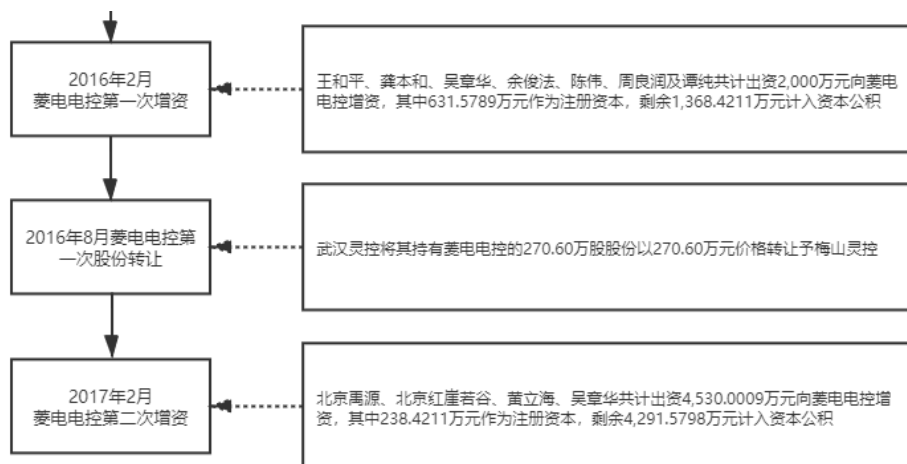 2016年2月
菱电电控第一次增资
王和平、龚本和、吴章华、余俊法、陈伟、周良润及谭纯共计出资2,000万元向菱电
电控增资，其中631.5789万元作为注册资本，剩余1,368.4211万元计入资本公积
2016年8月菱电电控第
一次股份转让
武汉灵控将其持有菱电电控的270.60万股股份以270.60万元价格转让予梅山灵控
2017年2月
菱电电控第二次增资
北京禹源、北京红崖若谷、黄立海、吴章华共计出资4,530.0009万元向菱电电控增
资，其中238.4211万元作为注册资本，剩余4,291.5798万元计入资本公积